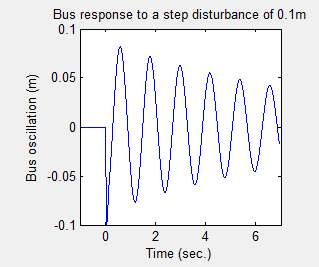 Bus response to a step disturbance of 0.1m
Bus oscillation (m)
0.1
0.05
0
-0.05
-0.1
0 2 4 6
Time (sec.)